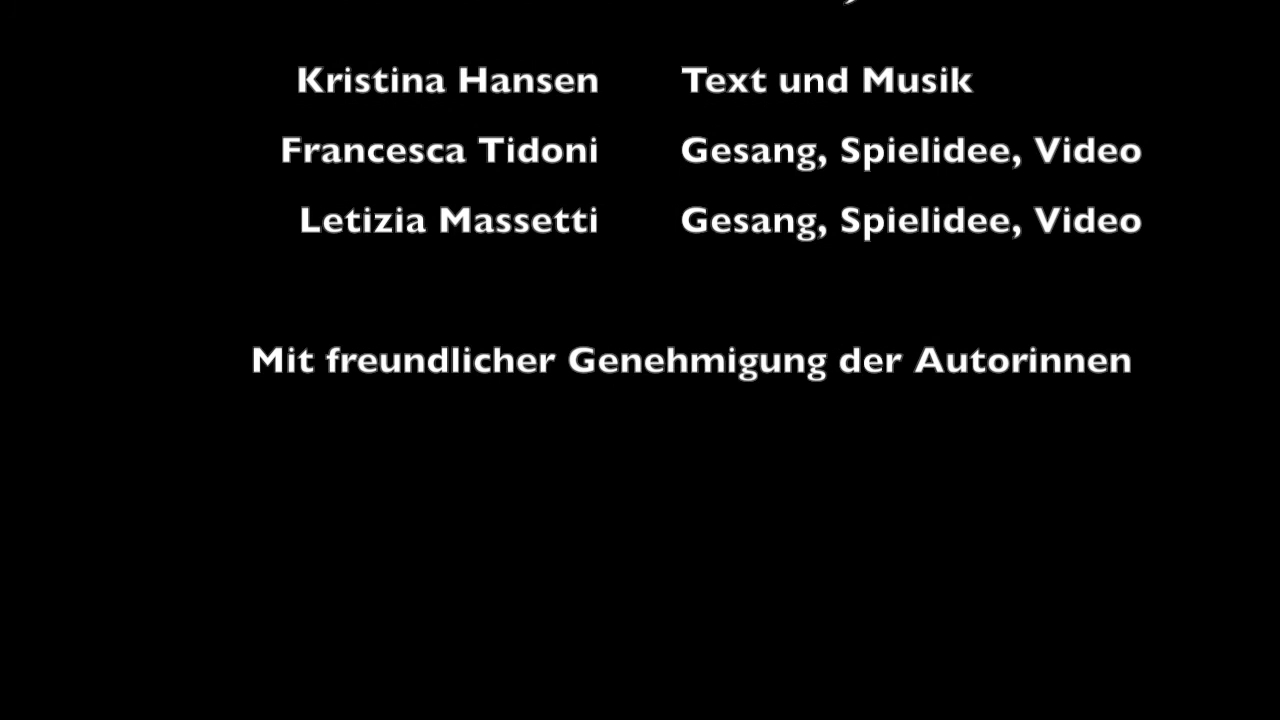 Kristina Hansen Text und Musik
Francesca Tidoni Gesang, Spielidee, Video
Letizia Massetti Gesang, Spielidee, Video
Mit freundlicher Genehmigung der Autorinnen